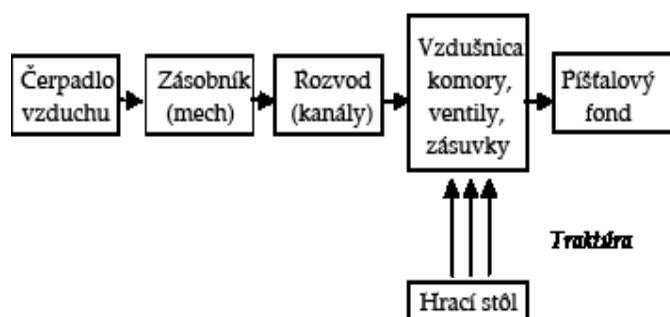 Čerpadlo
vzduchu
Zásobník
(mech)
Rozvod
(kanály)
Vzdušnica
komory,
ventily,
zásuvky
Píšťalový
fond
Traktúra
Hrací stôl